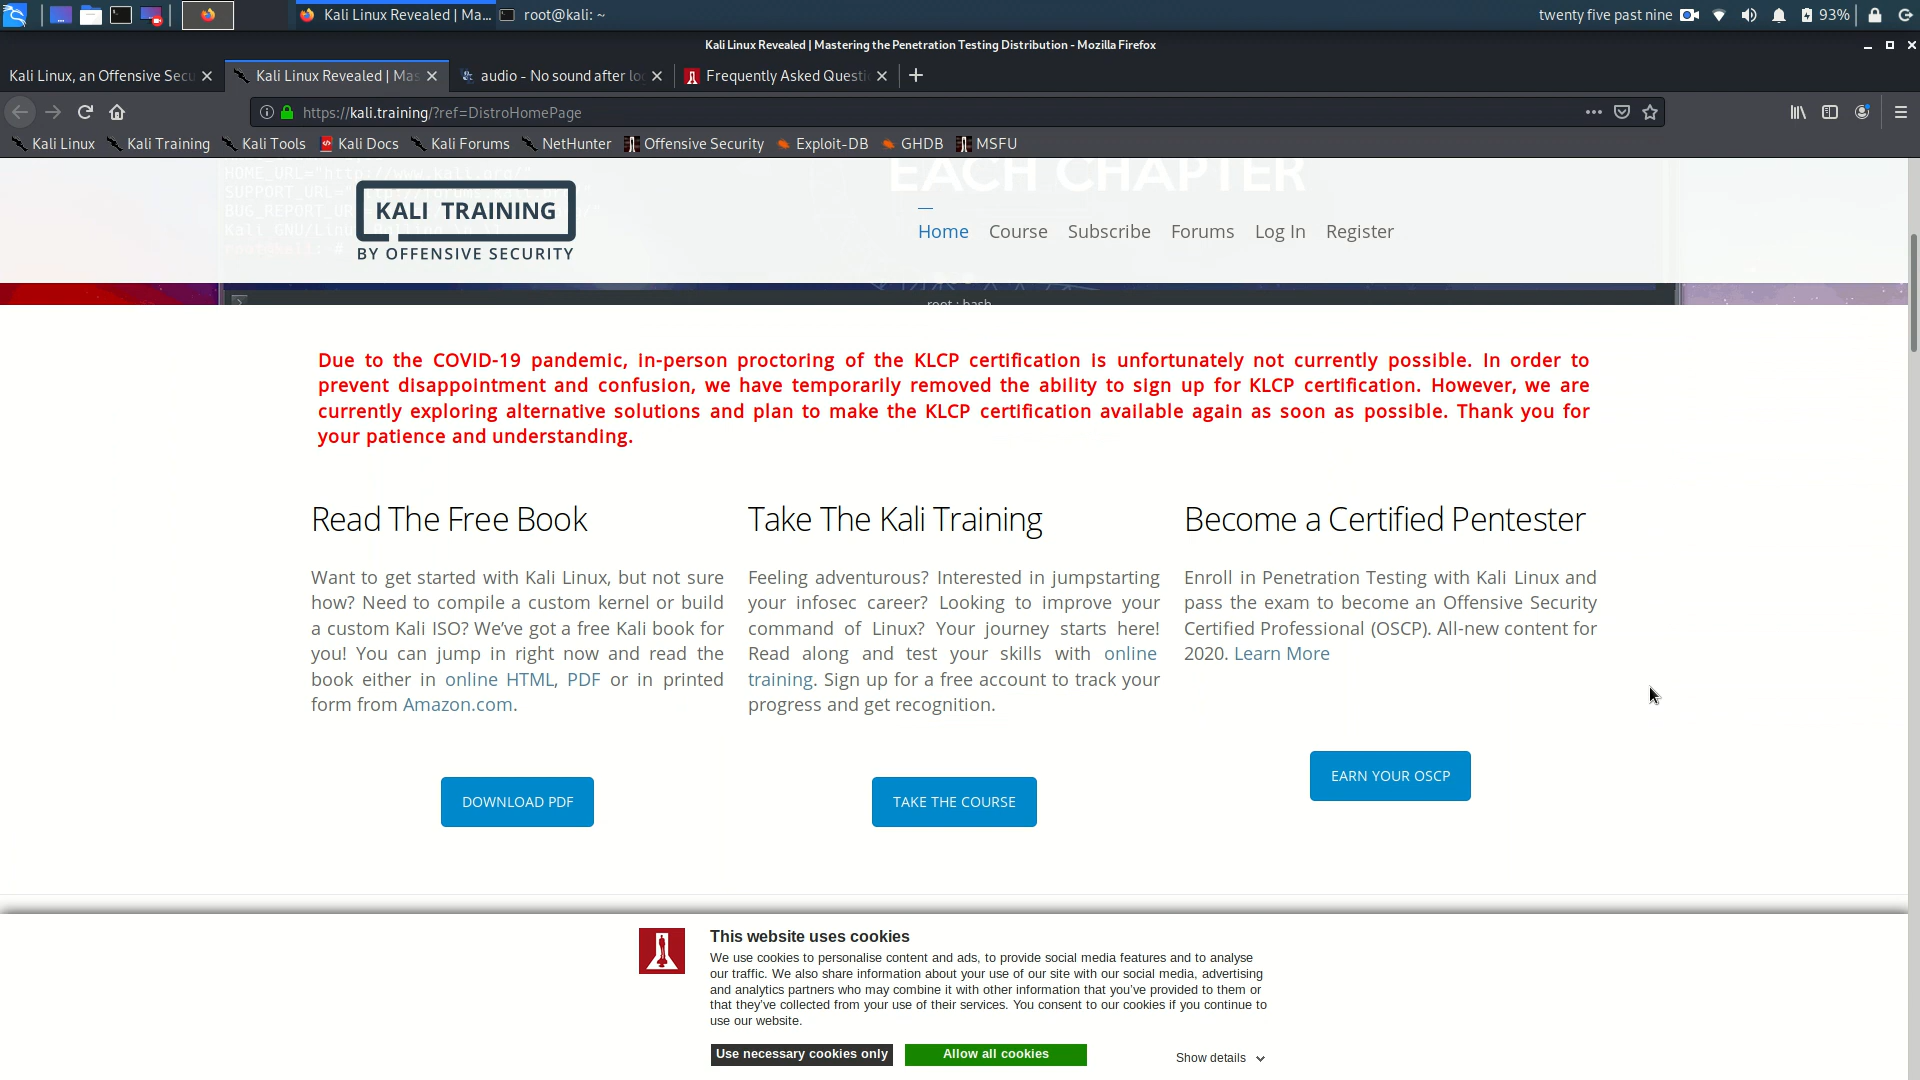 Kali Linux Revealed | Ma...
root@kali: ~
twenty five past nine
93%
Kali Linux Revealed | Mastering the Penetration Testing Distribution - Mozilla Firefox
Kali Linux, an Offensive Secu
Kali Linux Revealed | Mas
audio - No sound after lo
Frequently Asked Questi
https://kali.training/?ref=DistroHomePage
Kali Linux
Kali Training
Kali Tools
Kali Docs
Kali Forums
NetHunter
Offensive Security
Exploit-DB
GHDB
MSFU
EACH CHAPTER
HOME_URL="http://www.kali.org/"
KALI TRAINING
BY OFFENSIVE SECURITY
Home
Course
Subscribe
Forums
Log In
Register
root : bash
Due to the COVID-19 pandemic, in-person proctoring of the KLCP certification is unfortunately not currently possible. In order to
prevent disappointment and confusion, we have temporarily removed the ability to sign up for KLCP certification. However, we are
currently exploring alternative solutions and plan to make the KLCP certification available again as soon as possible. Thank you for
your patience and understanding.
Read The Free Book
Want to get started with Kali Linux, but not sure
how? Need to compile a custom kernel or build
a custom Kali ISO? We've got a free Kali book for
you! You can jump in right now and read the
book either in online HTML, PDF or in printed
form from Amazon.com.
DOWNLOAD PDF
Take The Kali Training
Feeling adventurous? Interested in jumpstarting
your infosec career? Looking to improve your
command of Linux? Your journey starts here!
Read along and test your skills with online
training. Sign up for a free account to track your
progress and get recognition.
TAKE THE COURSE
Become a Certified Pentester
Enroll in Penetration Testing with Kali Linux and
pass the exam to become an Offensive Security
Certified Professional (OSCP). All-new content for
2020. Learn More
EARN YOUR OSCP
This website uses cookies
We use cookies to personalise content and ads, to provide social media features and to analyse
our traffic. We also share information about your use of our site with our social media, advertising
and analytics partners who may combine it with other information that you've provided to them or
that they've collected from your use of their services. You consent to our cookies if you continue to
use our website.
Use necessary cookies only
Allow all cookies
Show details